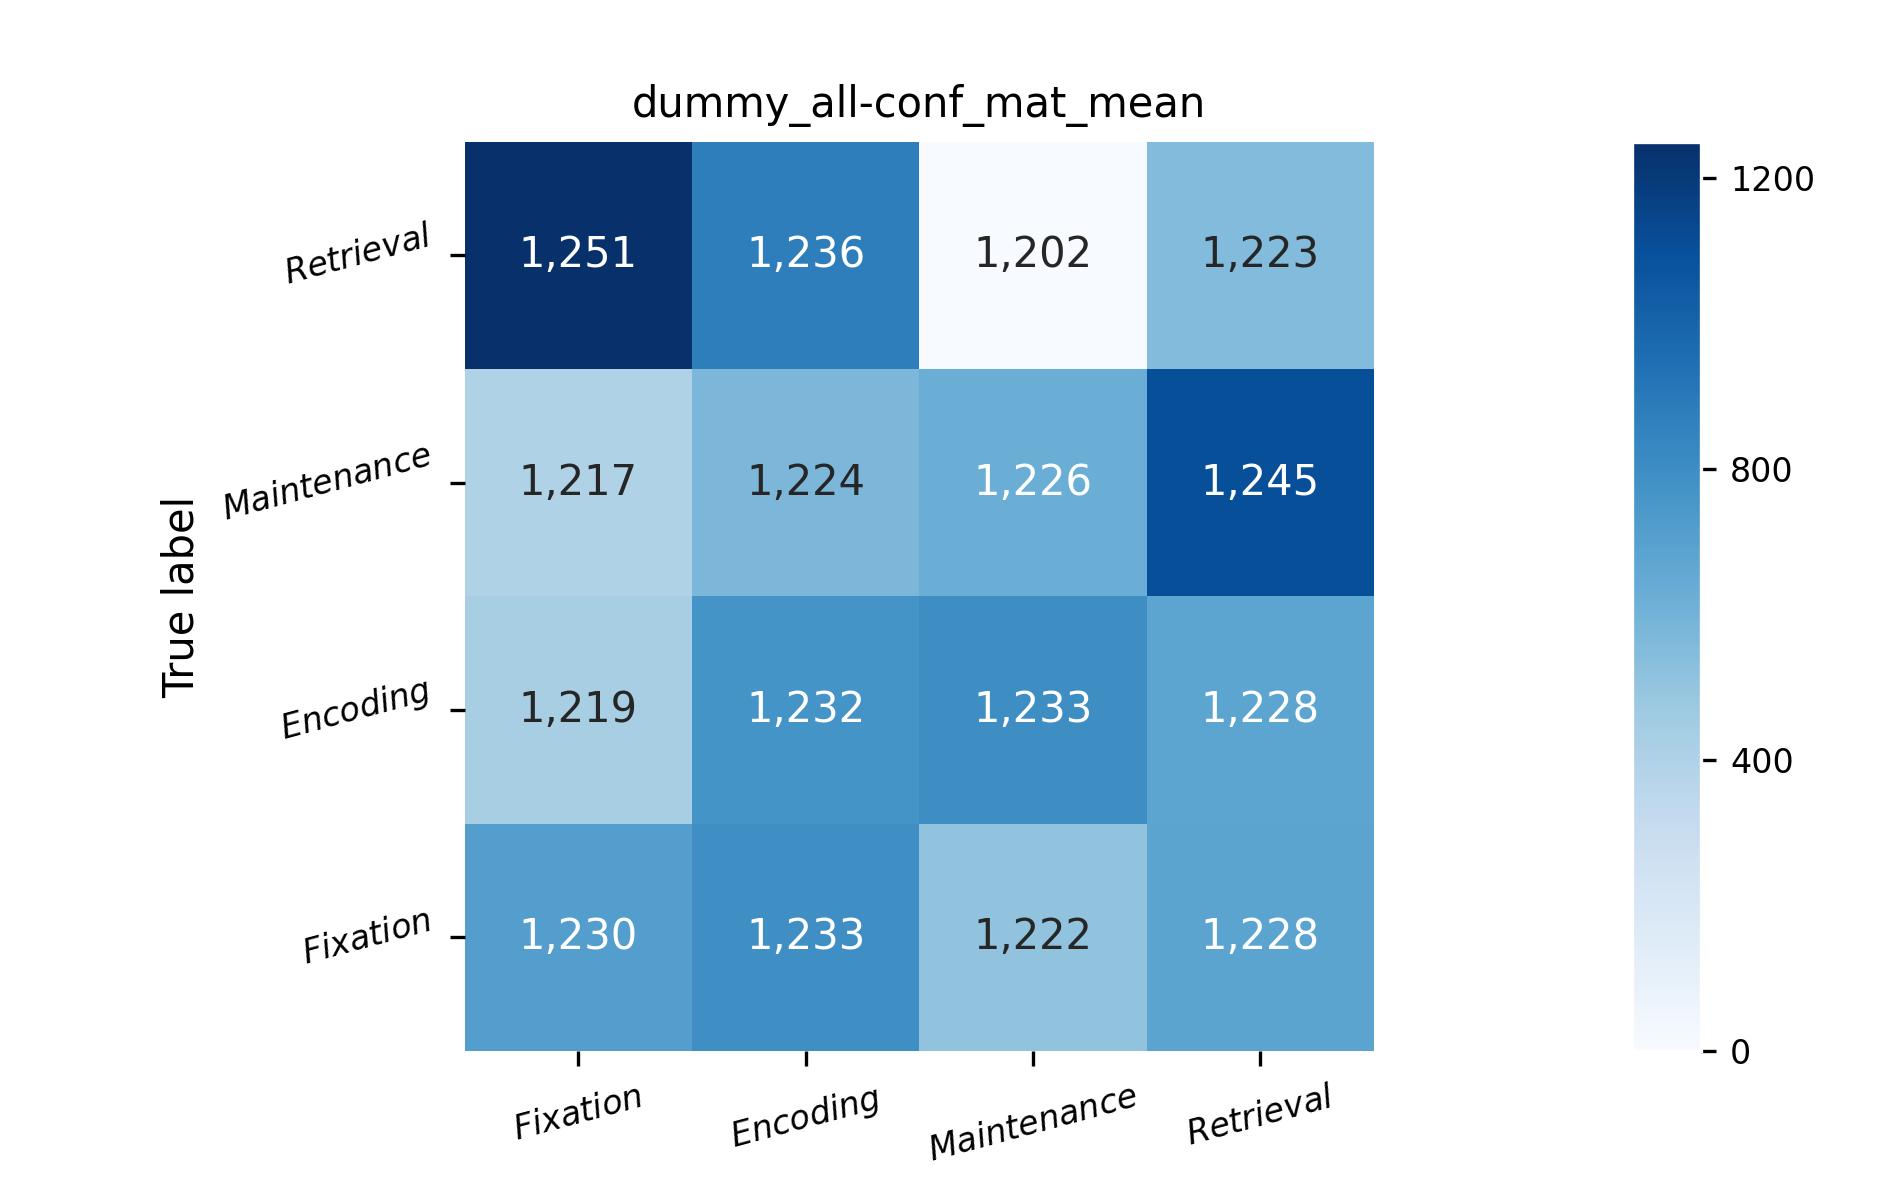 dummy_all-conf_mat_mean
Retrieval 1,251 1,236 1,202 1,223
Maintenance 1,217 1,224 1,226 1,245
Encoding 1,219 1,232 1,233 1,228
Fixation 1,230 1,233 1,222 1,228
True label
Fixation Encoding Maintenance Retrieval
1200
800
400
0